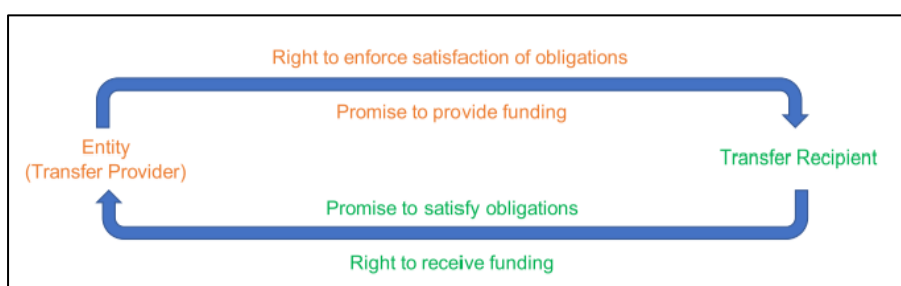 Right to enforce satisfaction of obligations
Promise to provide funding
Entity
(Transfer Provider)
Transfer Recipient
Promise to satisfy obligations
Right to receive funding